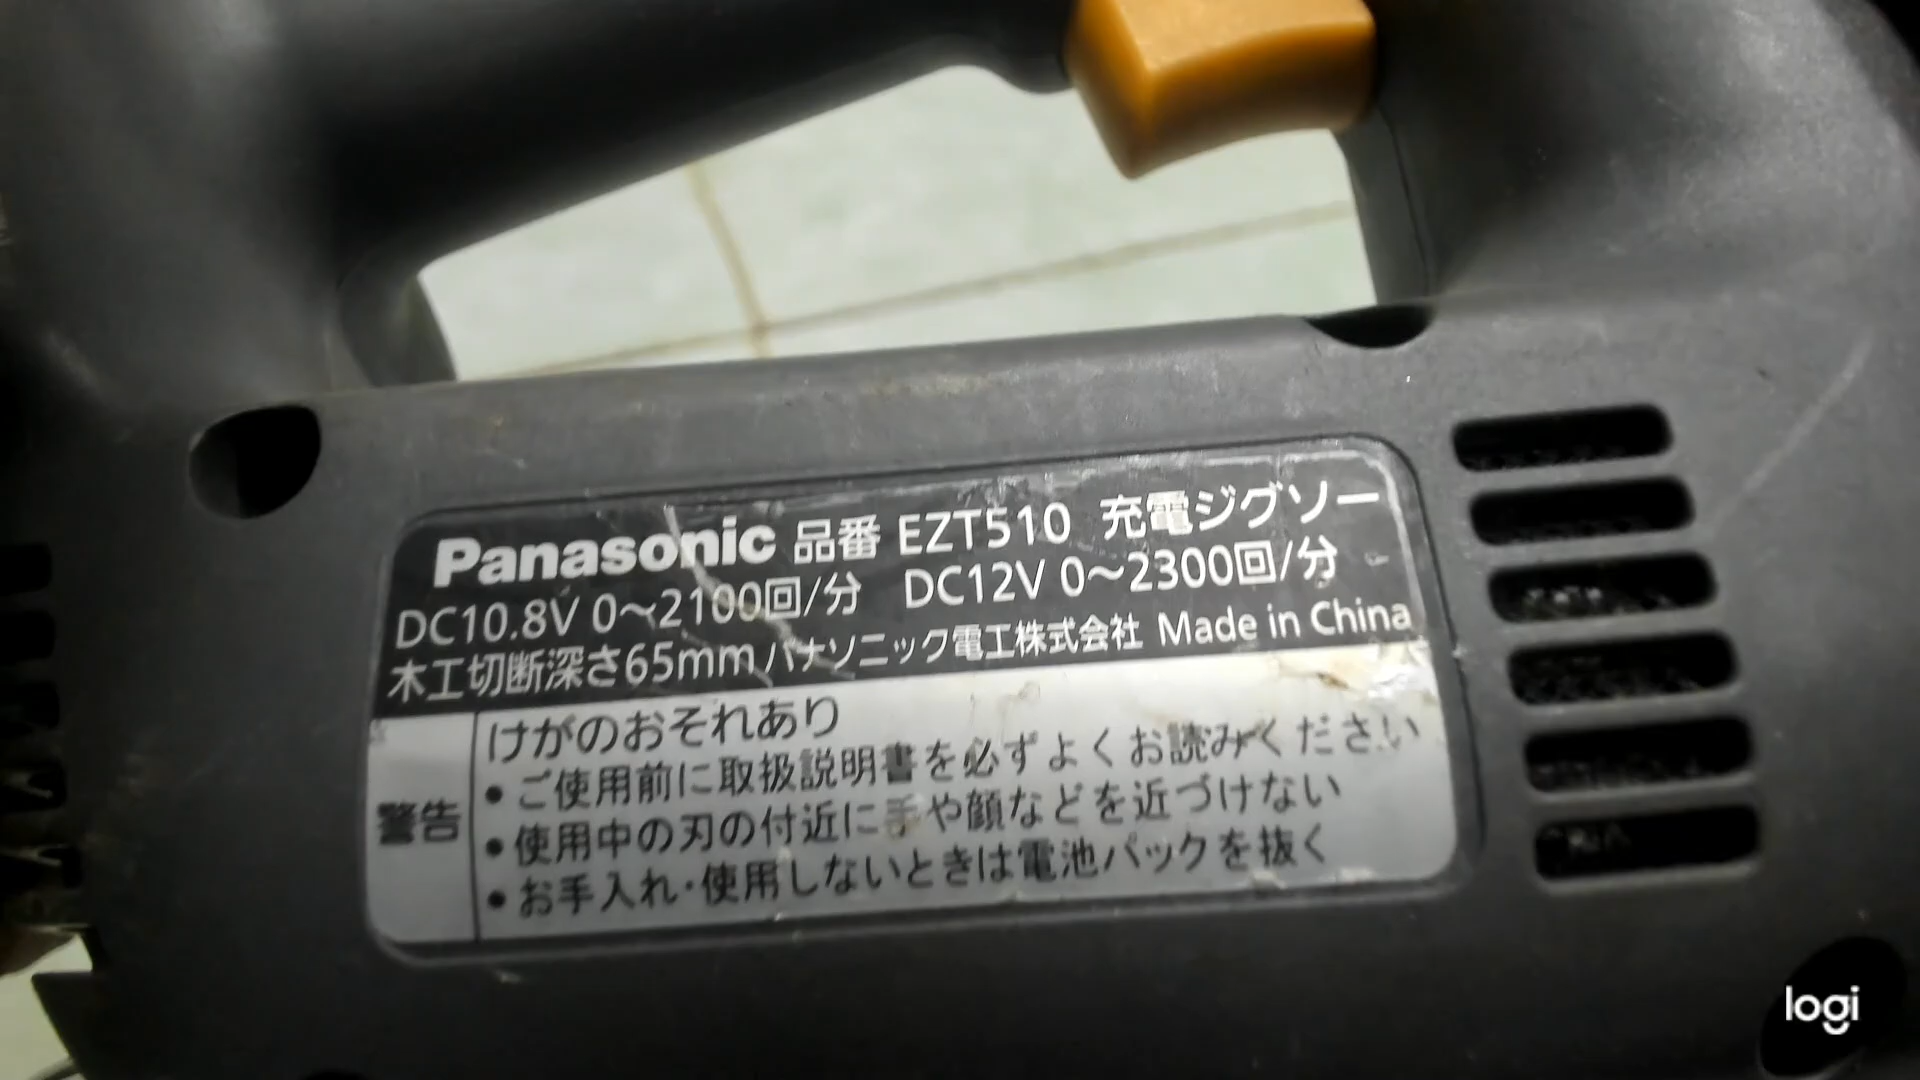 Panasonic 品番 EZT510 充電ジグソー
DC10.8V 0～2100回/分 DC12V 0～2300回/分
木工切断深さ65mm パナソニック電工株式会社 Made in China
警告
けがのおそれあり
• ご使用前に取扱説明書を必ずよくお読みください
• 使用中の刃の付近に手や顔などを近づけない
• お手入れ・使用しないときは電池パックを抜く
logi